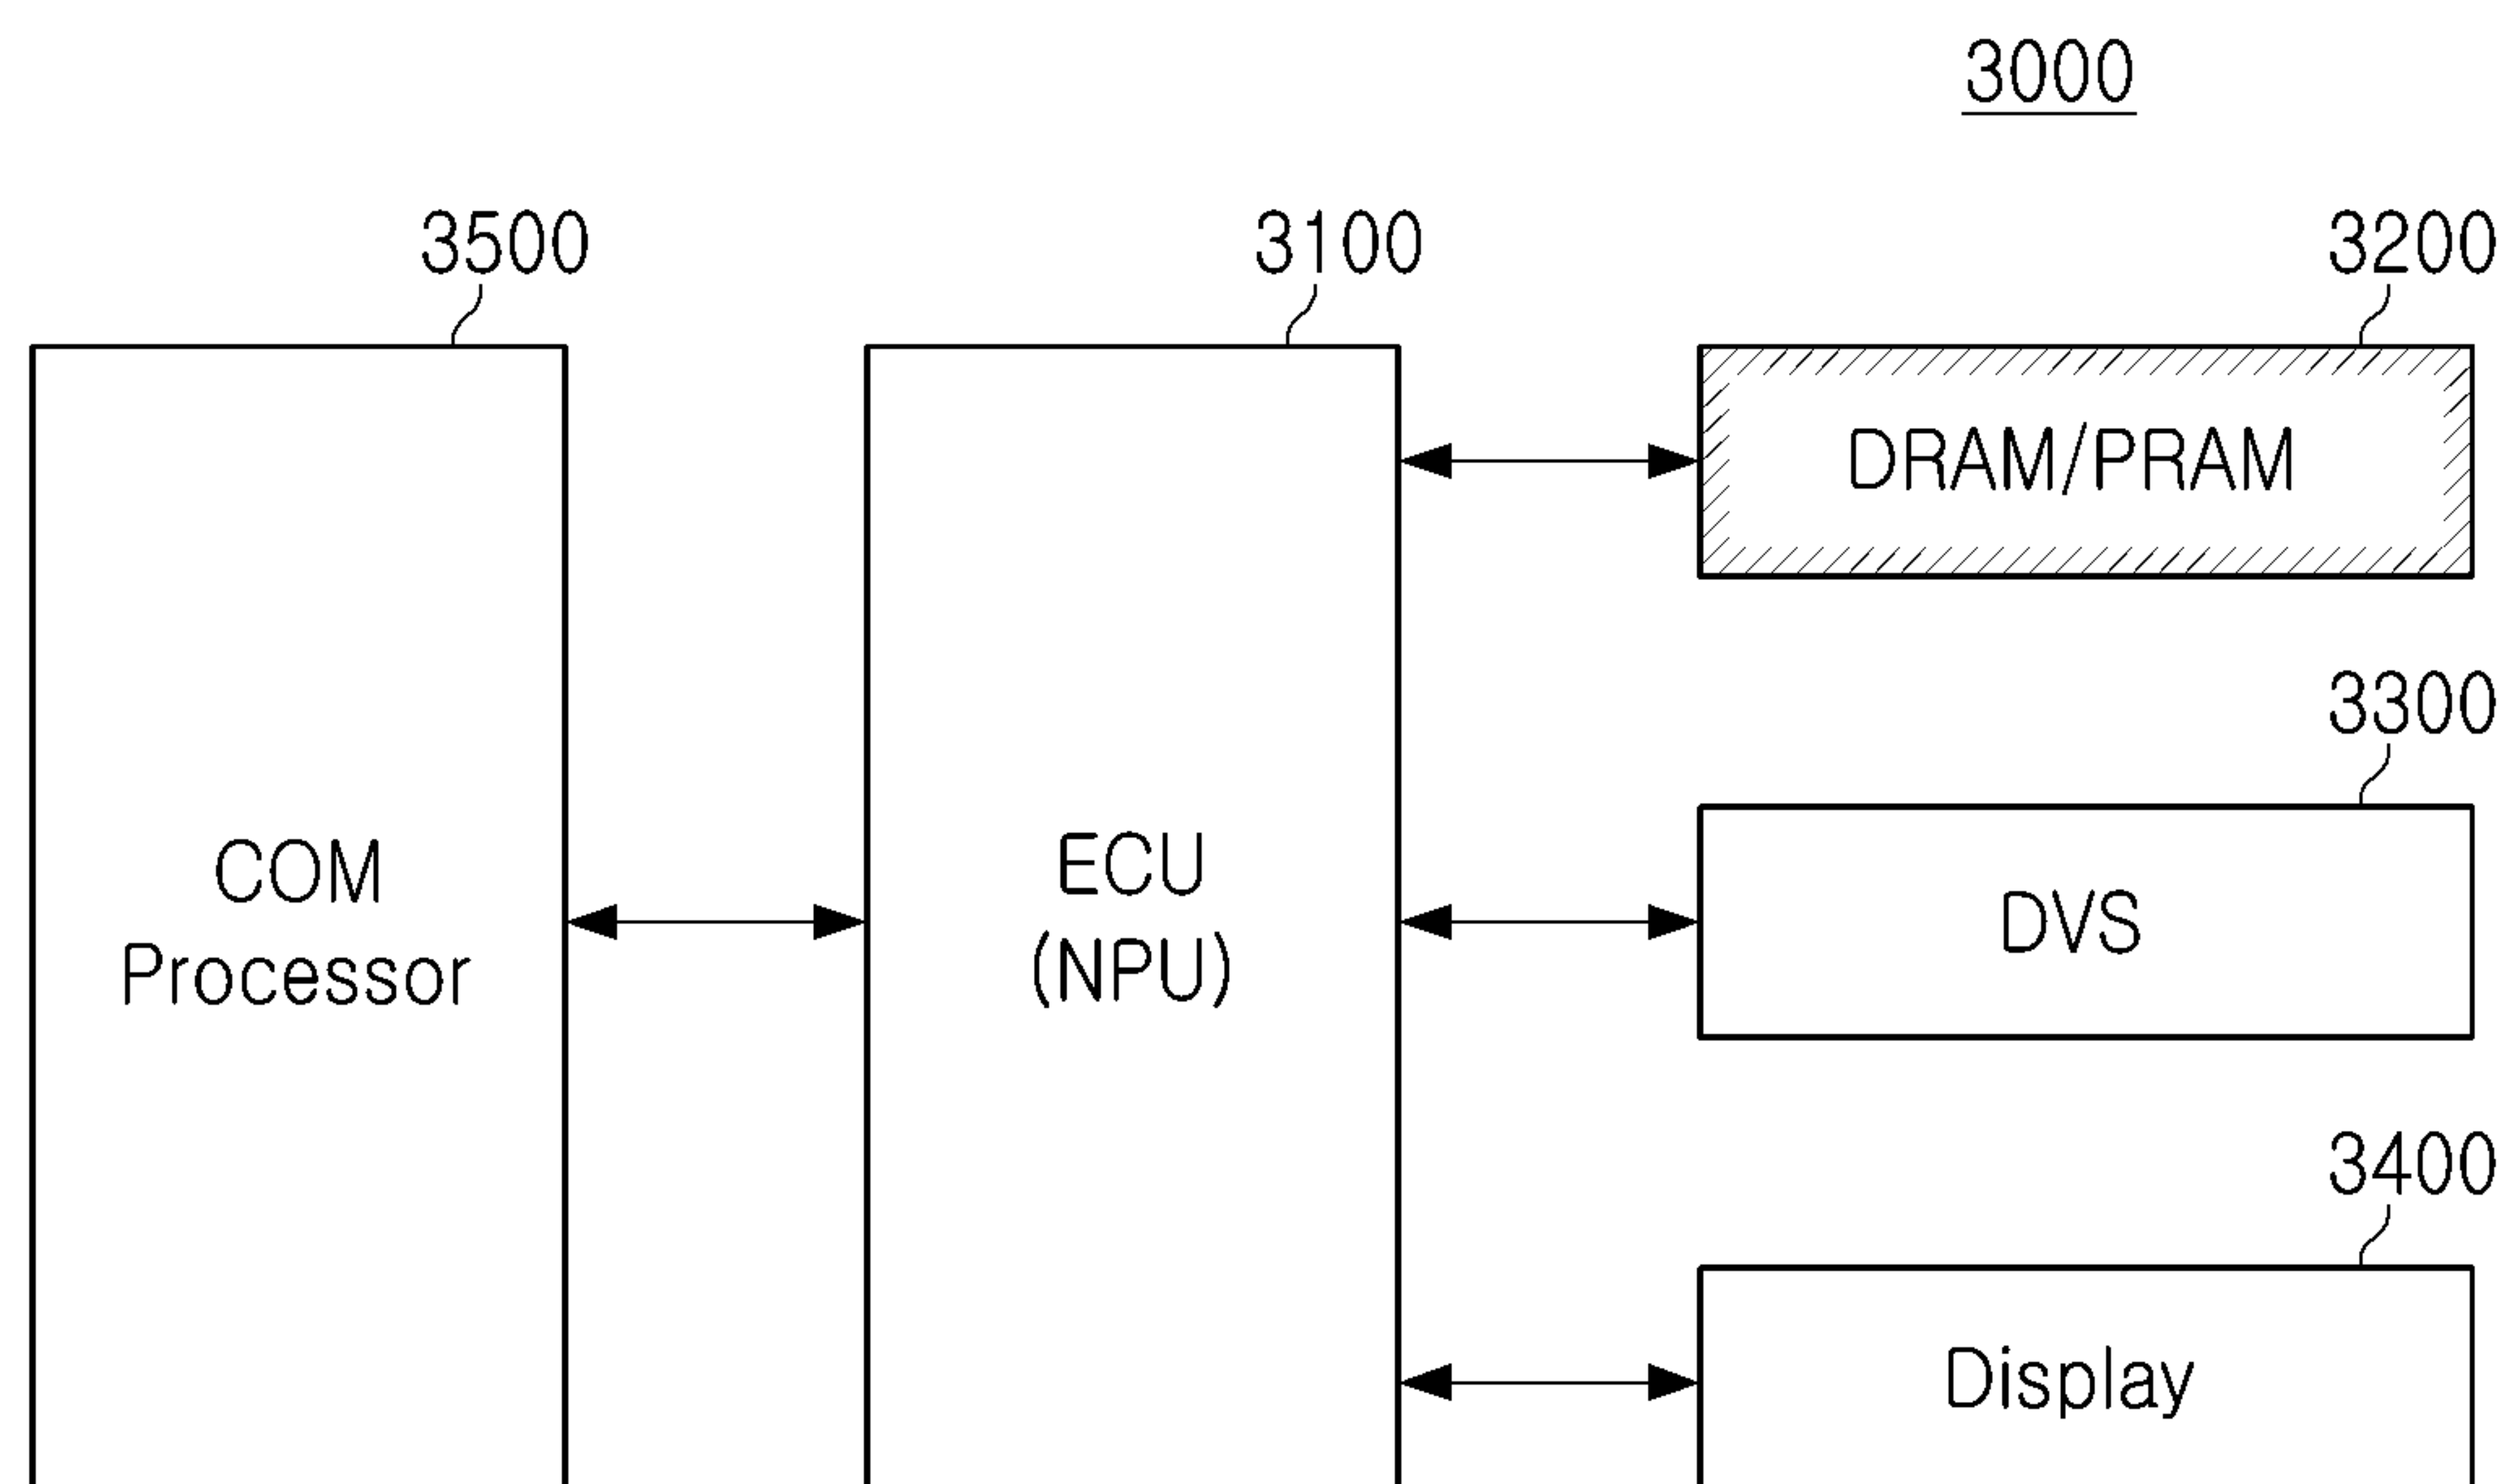 3000
3500
3100
3200
DRAM/PRAM
3300
COM
Processor
ECU
(NPU)
DVS
3400
Display